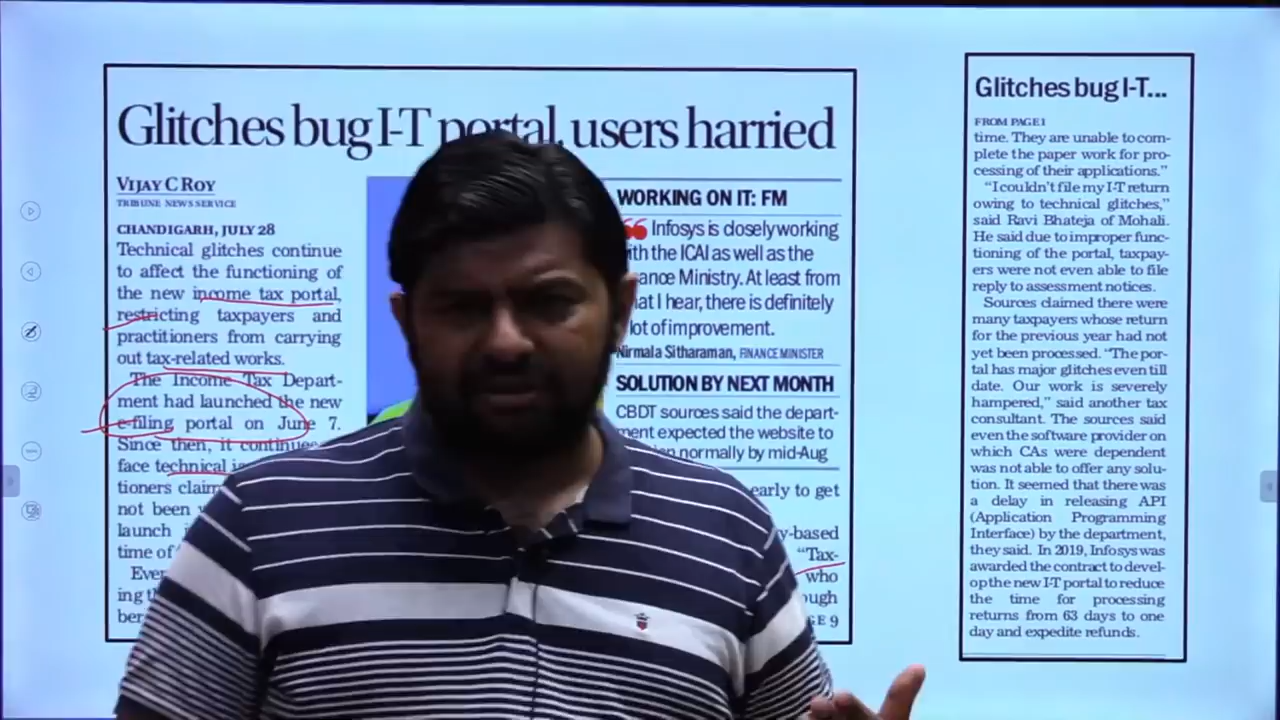 Glitches bug I-T portal, users harried
VIJAY C ROY
TRIBUNE NEWS SERVICE
CHANDIGARH, JULY 28
Technical glitches continue
to affect the functioning of
the new income tax portal,
restricting taxpayers and
practitioners from carrying
out tax-related works.
The Income Tax Depart-
ment had launched the new
e-filing portal on June 7.
Since then, it continues
face technical
tioners claim
not been
launch
time of
ing
WORKING ON IT: FM
Infosys is closely working
with the ICAI as well as the
Finance Ministry. At least from
what I hear, there is definitely
lot of improvement.
Nirmala Sitharaman, FINANCE MINISTER
SOLUTION BY NEXT MONTH
CBDT sources said the depart-
ment expected the website to
normally by mid-Aug
early to get
-based
“Tax-
who
9
Glitches bug I-T...
FROM PAGE 1
time. They are unable to com-
plete the paper work for pro-
cessing of their applications.”
“I couldn’t file my I-T return
owing to technical glitches,”
said Ravi Bhateja of Mohali.
He said due to improper func-
tioning of the portal, taxpay-
ers were not even able to file
reply to assessment notices.
Sources claimed there were
many taxpayers whose return
for the previous year had not
yet been processed. “The por-
tal has major glitches even till
date. Our work is severely
hampered,” said another tax
consultant. The sources said
even the software provider on
which CAs were dependent
was not able to offer any solu-
tion. It seemed that there was
a delay in releasing API
(Application Programming
Interface) by the department,
they said. In 2019, Infosys was
awarded the contract to devel-
op the new I-T portal to reduce
the time for processing
returns from 63 days to one
day and expedite refunds.